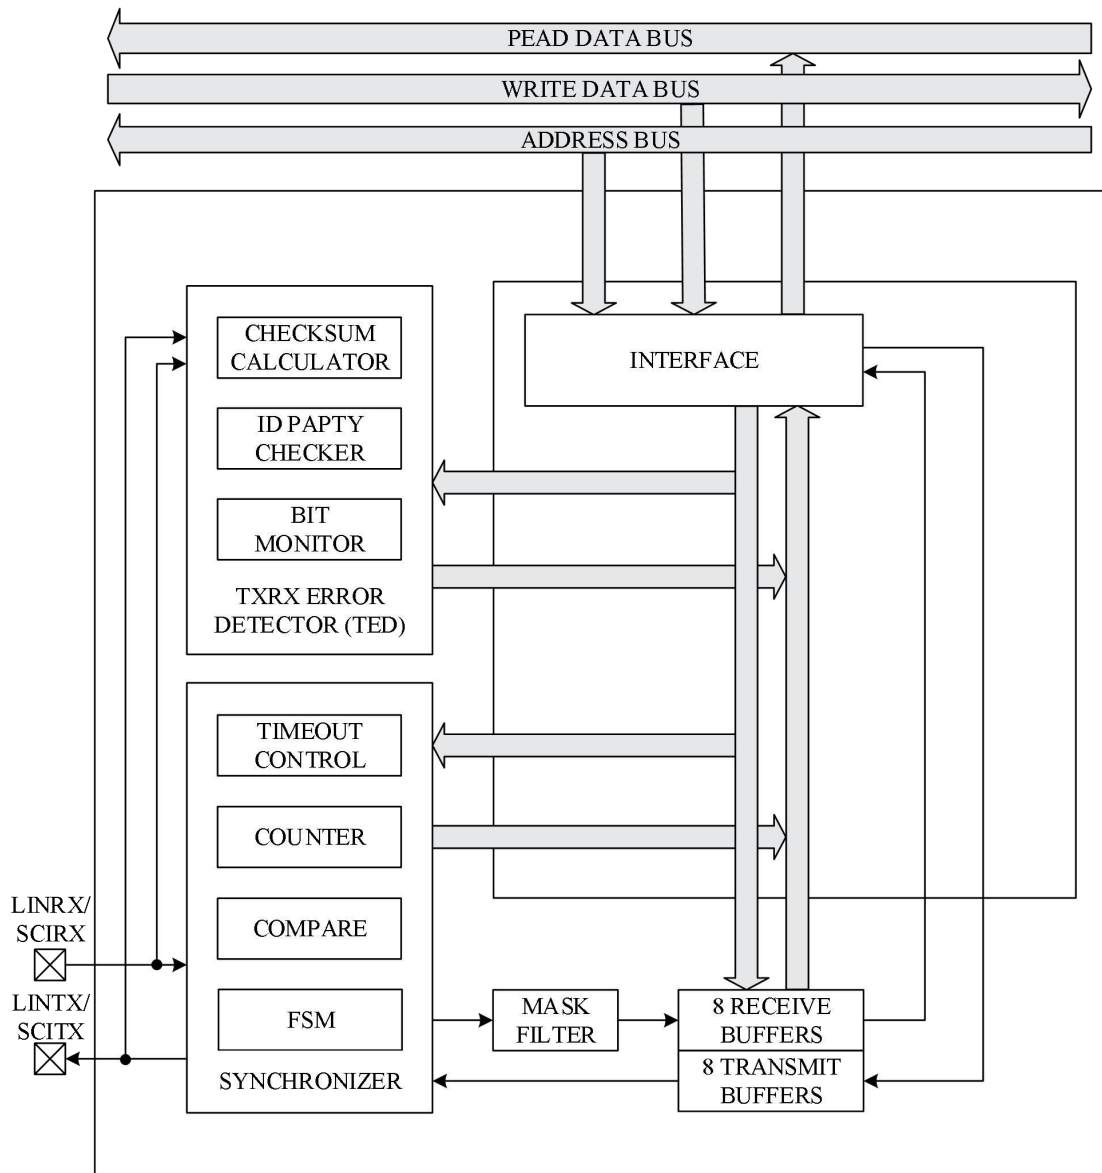 PEAD DATA BUS
WRITE DATA BUS
ADDRESS BUS
CHECKSUM
CALCULATOR
INTERFACE
ID PAPTY
CHECKER
BIT
MONITOR
TXRX ERROR
DETECTOR (TED)
TIMEOUT
CONTROL
COUNTER
COMPARE
LINRX/
SCIRX
LINTX/
SCITX
FSM
SYNCHRONIZER
MASK
FILTER
8 RECEIVE
BUFFERS
8 TRANSMIT
BUFFERS